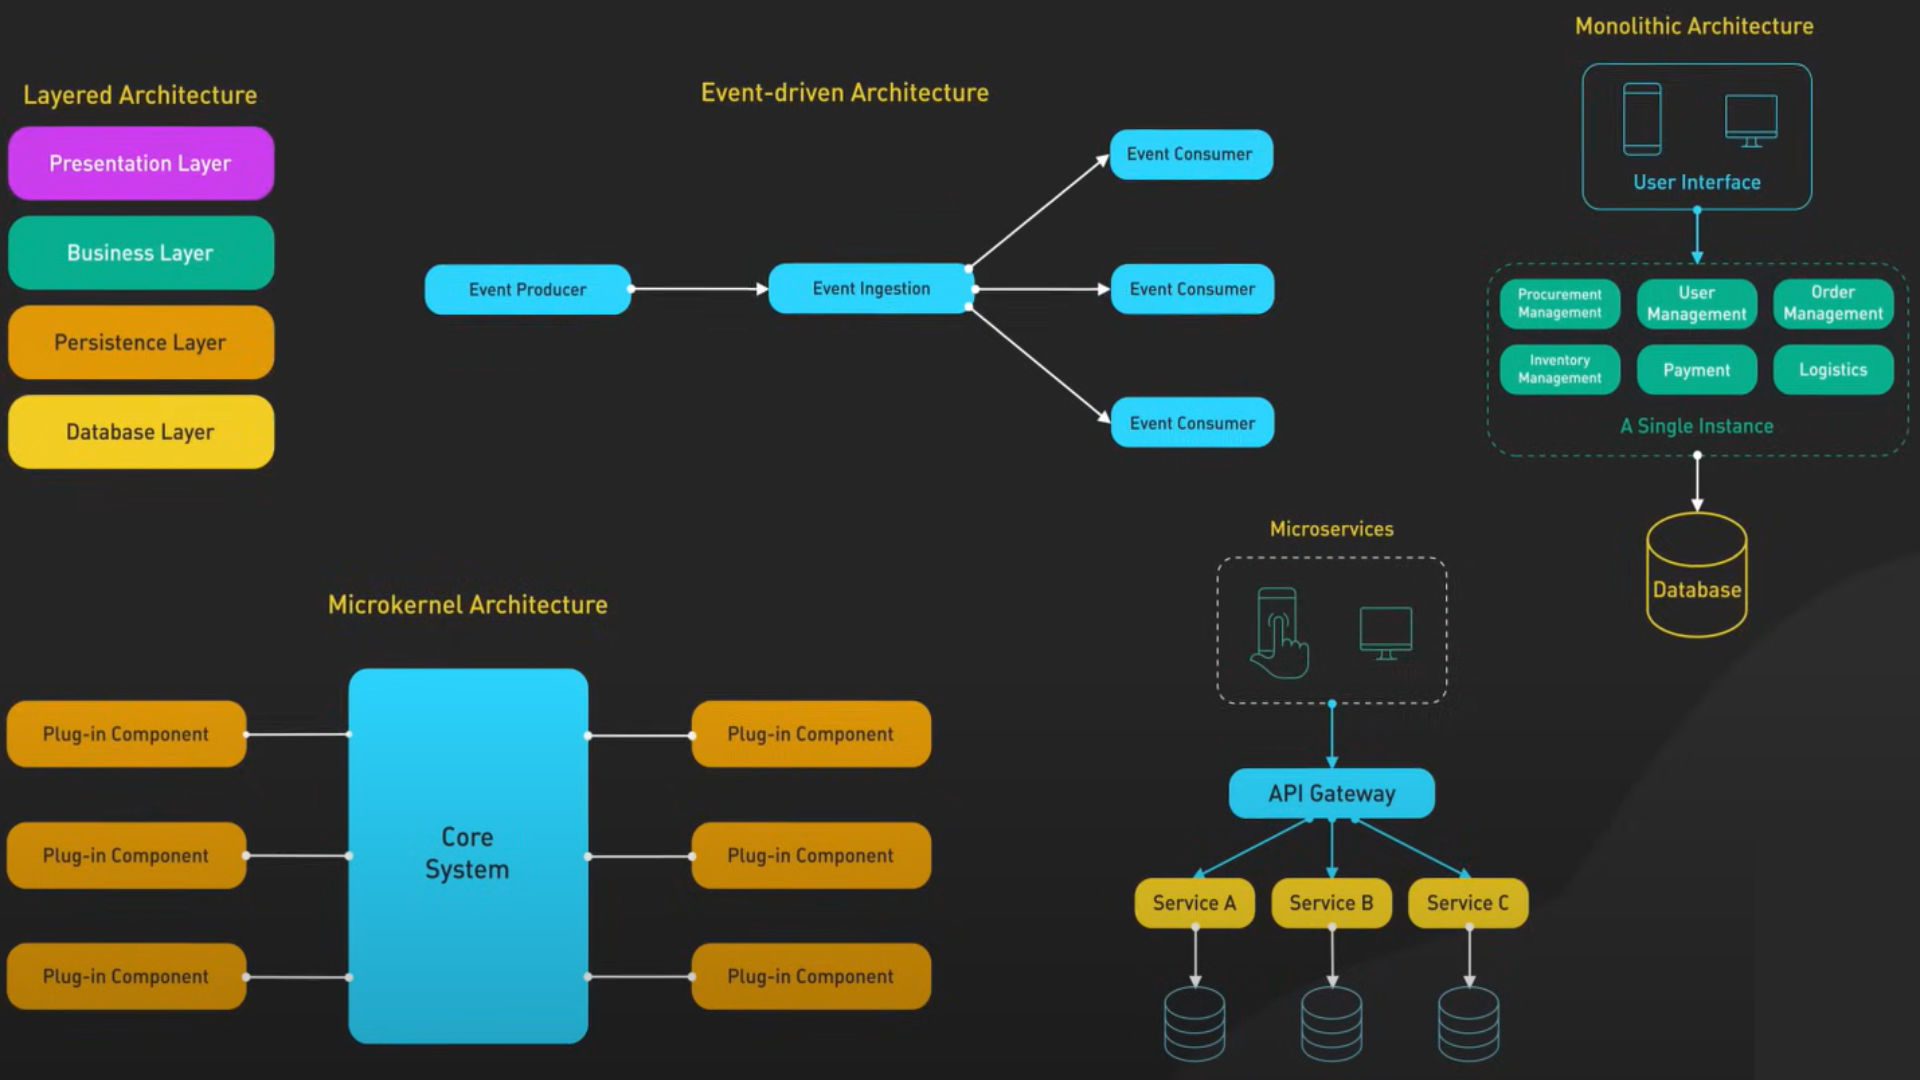 Layered Architecture
Presentation Layer
Business Layer
Persistence Layer
Database Layer
Event-driven Architecture
Event Producer
Event Ingestion
Event Consumer
Event Consumer
Event Consumer
Monolithic Architecture
User Interface
Procurement
Management
User
Management
Order
Management
Inventory
Management
Payment
Logistics
A Single Instance
Database
Microkernel Architecture
Plug-in Component
Plug-in Component
Plug-in Component
Core
System
Plug-in Component
Plug-in Component
Plug-in Component
Microservices
API Gateway
Service A
Service B
Service C